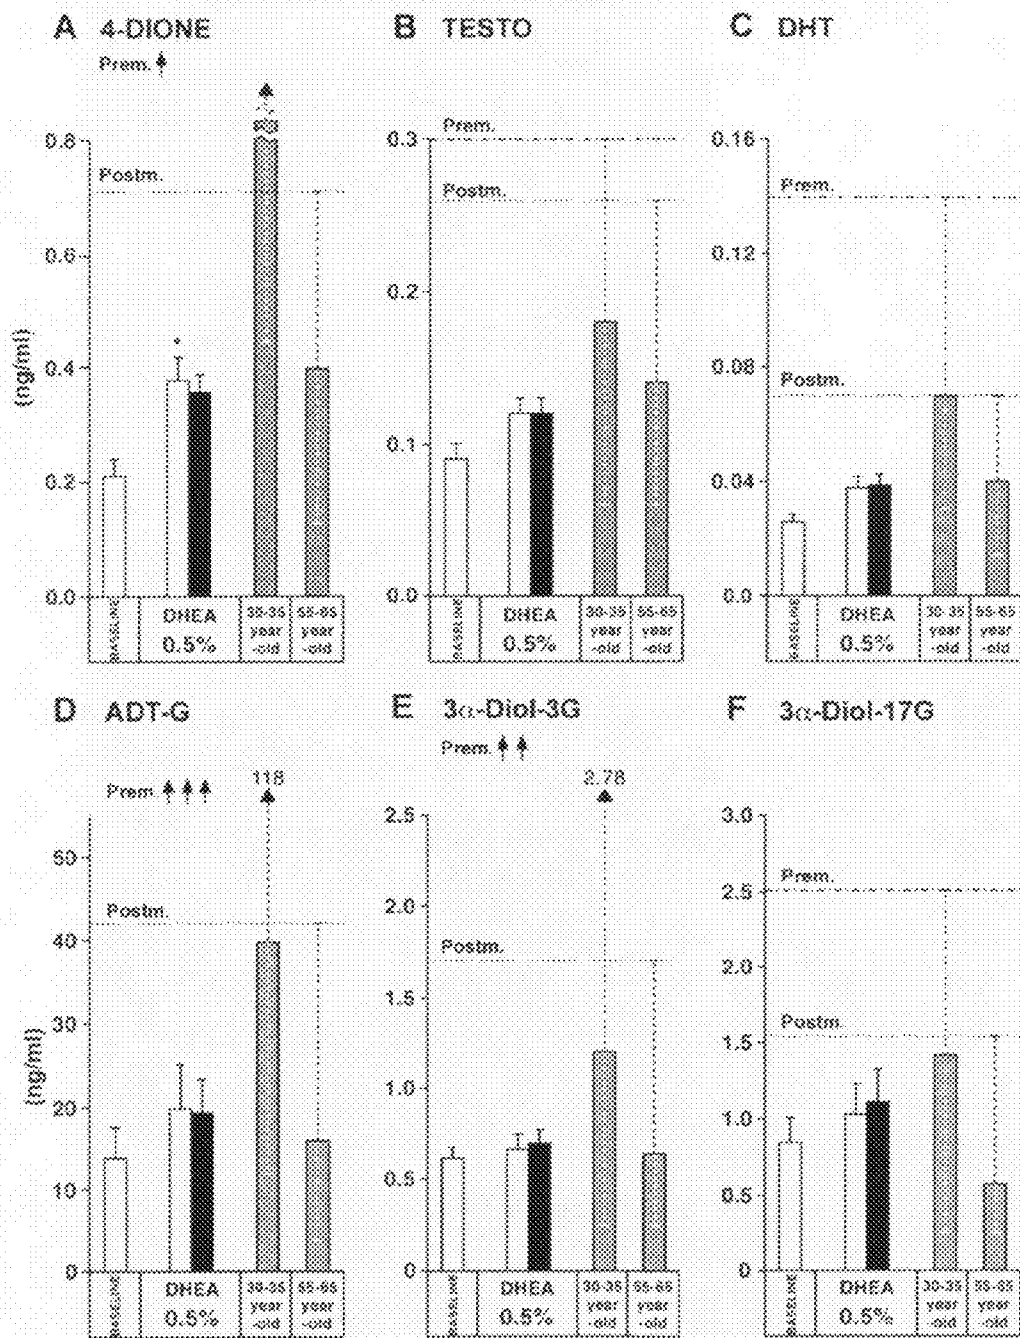 A 4-DIONE
Prem.
0.8
Postm.
0.6
0.4
0.2
0.0
(ng/ml)
*
BASELINE
DHEA
0.5%
30-35
year
-old
55-65
year
-old
B TESTO
Prem.
0.3
Postm.
0.2
0.1
0.0
BASELINE
DHEA
0.5%
30-35
year
-old
55-65
year
-old
C DHT
0.16
Prem.
0.12
Postm.
0.08
0.04
0.0
BASELINE
DHEA
0.5%
30-35
year
-old
55-65
year
-old
D ADT-G
Prem
118
50
Postm.
40
30
20
10
0
(ng/ml)
BASELINE
DHEA
0.5%
30-35
year
-old
55-65
year
-old
E 3α-Diol-3G
Prem.
2.78
2.5
2.0
Postm.
1.5
1.0
0.5
0
BASELINE
DHEA
0.5%
30-35
year
-old
55-65
year
-old
F 3α-Diol-17G
3.0
Prem.
2.5
2.0
Postm.
1.5
1.0
0.5
0
BASELINE
DHEA
0.5%
30-35
year
-old
55-65
year
-old